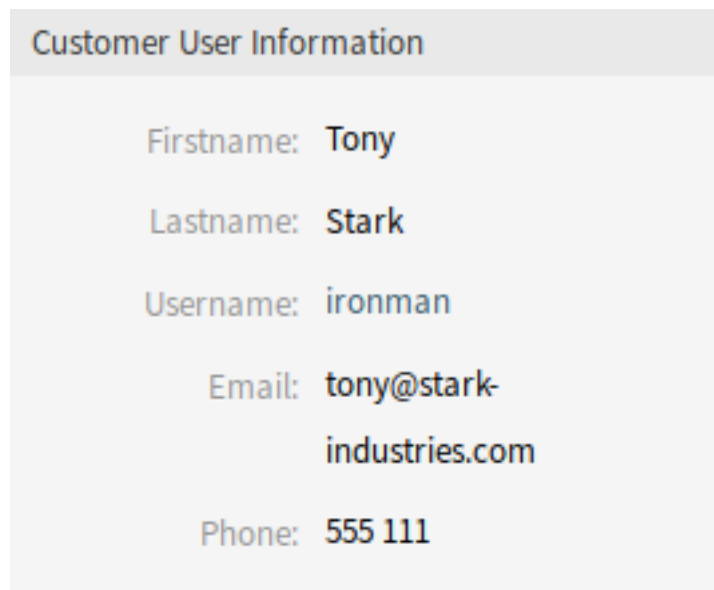 Customer User Information
Firstname: Tony
Lastname: Stark
Username: ironman
Email: tony@stark-
industries.com
Phone: 555 111